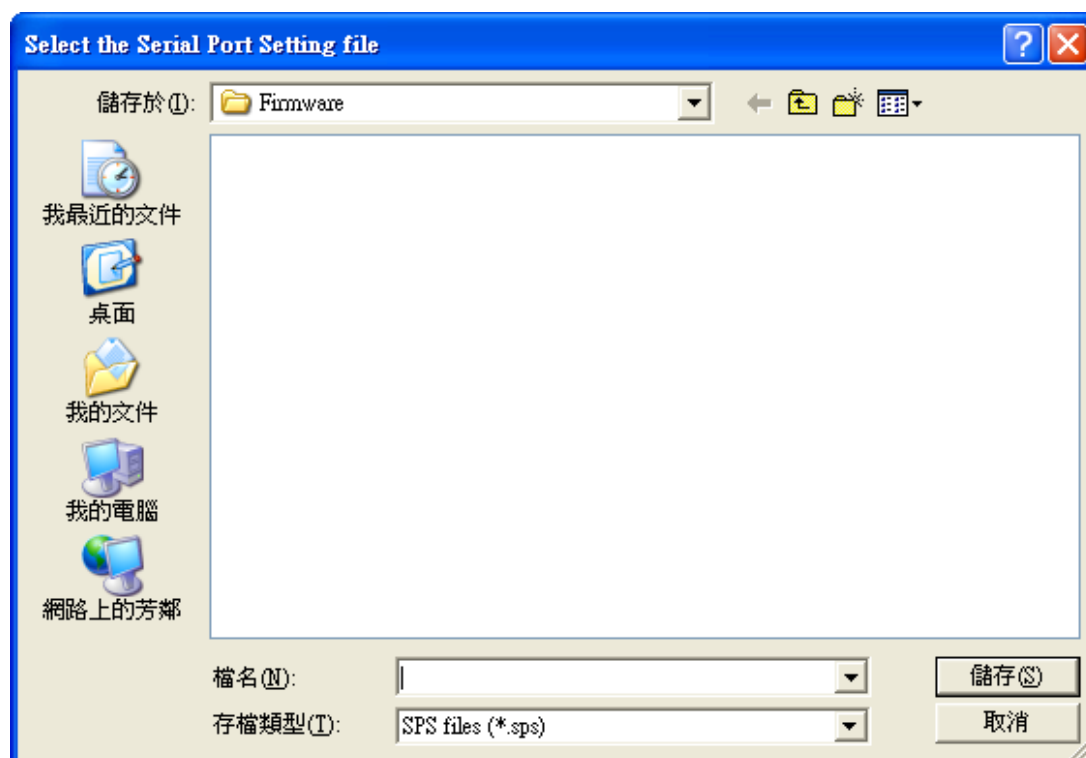 Select the Serial Port Setting file
儲存於(I):
Firmware
我最近的文件
桌面
我的文件
我的電腦
網路上的芳鄰
檔名(N):
儲存(S)
存檔類型(T):
SPS files (*.sps)
取消